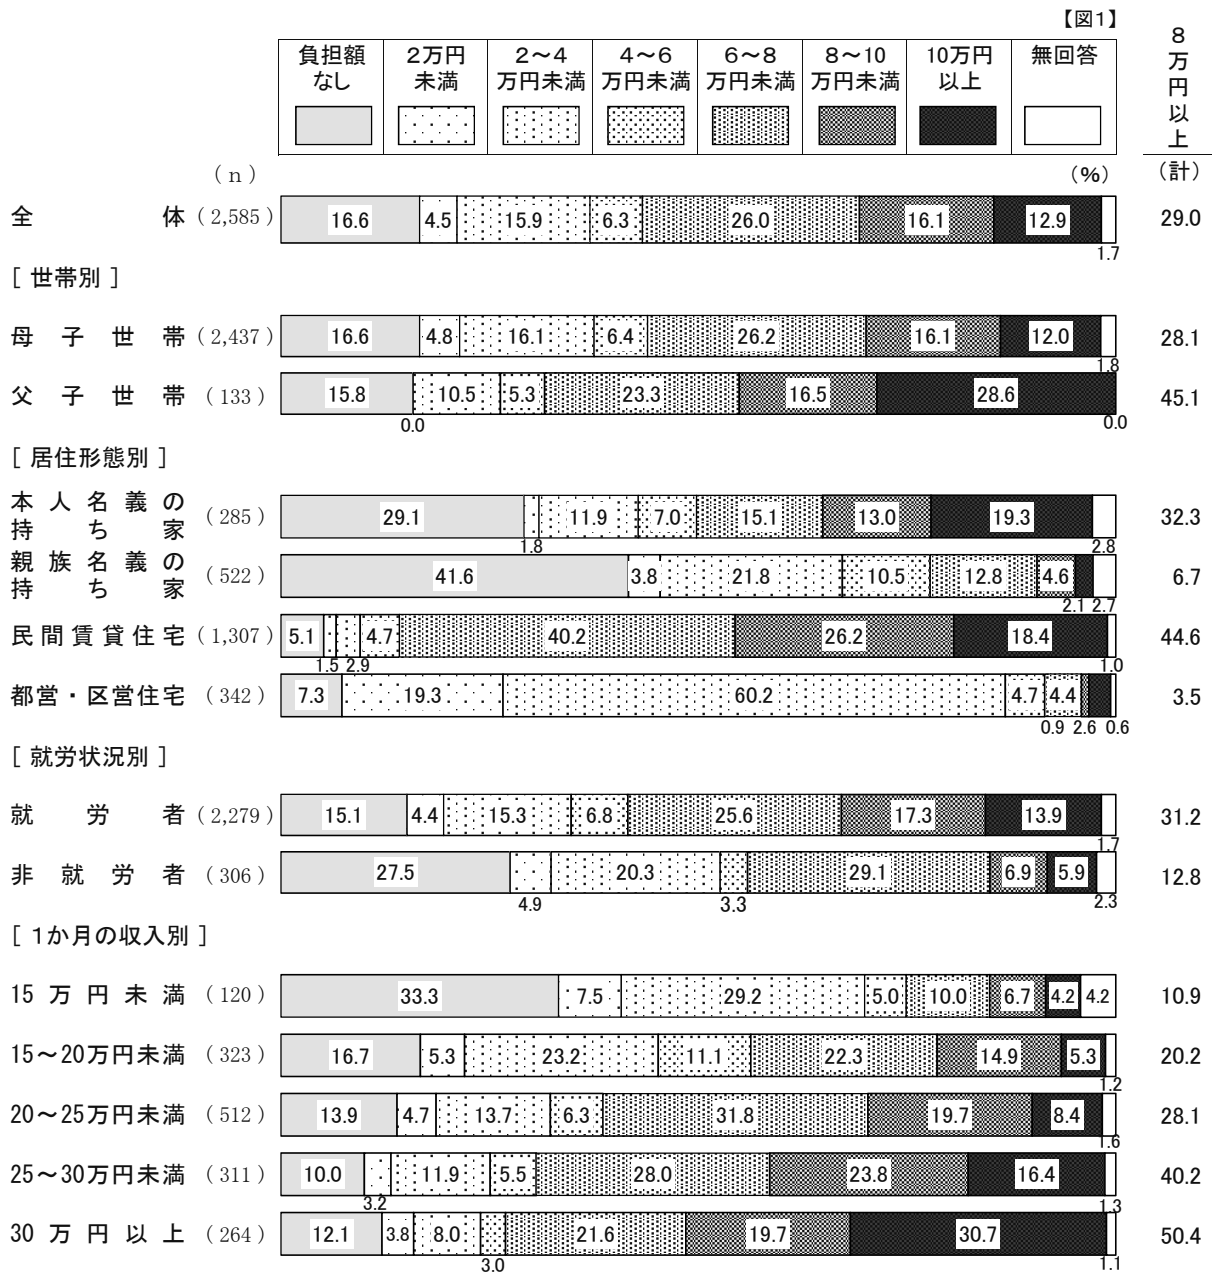 【図1】
負担額なし 2万円未満 2～4万円未満 4～6万円未満 6～8万円未満 8～10万円未満 10万円以上 無回答 8万円以上
（n） （%） （計）
全体（2,585） 16.6 4.5 15.9 6.3 26.0 16.1 12.9 29.0
1.7
［ 世帯別 ］
母子世帯（2,437） 16.6 4.8 16.1 6.4 26.2 16.1 12.0 28.1
1.8
父子世帯（133） 15.8 10.5 5.3 23.3 16.5 28.6 45.1
0.0 0.0
［ 居住形態別 ］
本人名義の持ち家（285） 29.1 11.9 7.0 15.1 13.0 19.3 32.3
1.8 2.8
親族名義の持ち家（522） 41.6 3.8 21.8 10.5 12.8 4.6 6.7
2.1 2.7
民間賃貸住宅（1,307） 5.1 4.7 40.2 26.2 18.4 44.6
1.5 2.9 1.0
都営・区営住宅（342） 7.3 19.3 60.2 4.7 4.4 3.5
0.9 2.6 0.6
［ 就労状況別 ］
就労者（2,279） 15.1 4.4 15.3 6.8 25.6 17.3 13.9 31.2
1.7
非就労者（306） 27.5 20.3 29.1 6.9 5.9 12.8
4.9 3.3 2.3
［ 1か月の収入別 ］
15万円未満（120） 33.3 7.5 29.2 5.0 10.0 6.7 4.2 4.2 10.9
15～20万円未満（323） 16.7 5.3 23.2 11.1 22.3 14.9 5.3 20.2
1.2
20～25万円未満（512） 13.9 4.7 13.7 6.3 31.8 19.7 8.4 28.1
1.6
25～30万円未満（311） 10.0 11.9 5.5 28.0 23.8 16.4 40.2
3.2 1.3
30万円以上（264） 12.1 3.8 8.0 21.6 19.7 30.7 50.4
3.0 1.1